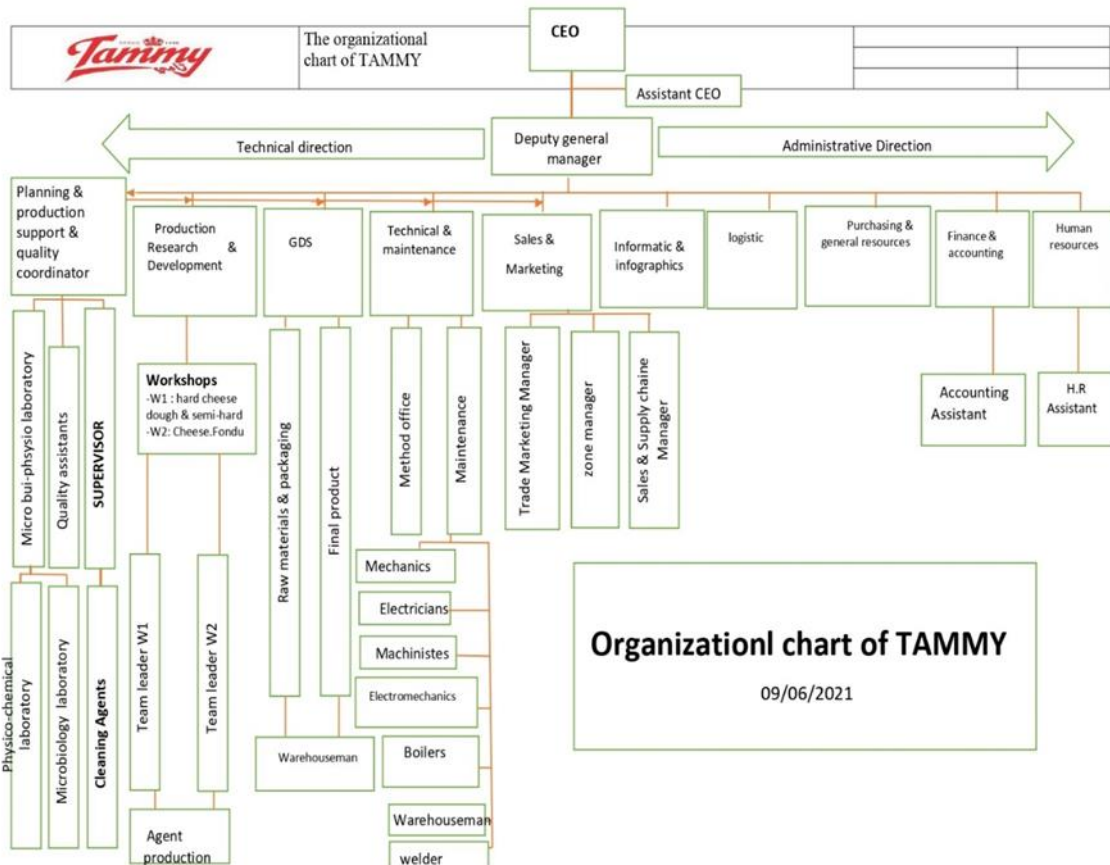 CEO
Tammy
The organizational
chart of TAMMY
Assistant CEO
Technical direction
Deputy general
manager
Administrative Direction
Planning &
production
support &
quality
coordinator
Production
Research &
Development
GDS
Technical &
maintenance
Sales &
Marketing
Informatic &
infographics
logistic
Purchasing &
general resources
Finance &
accounting
Human
resources
Micro bui-phsyio laboratory
Quality assistants
SUPERVISOR
Workshops
-W1 : hard cheese
dough & semi-hard
-W2: Cheese.Fondu
Raw materials & packaging
Final product
Method office
Maintenance
Trade Marketing Manager
zone manager
Sales & Supply chaine
Manager
Accounting
Assistant
H.R
Assistant
Physico-chemical
laboratory
Microbiology laboratory
Cleaning Agents
Team leader W1
Team leader W2
Agent
production
Warehouseman
Mechanics
Electricians
Machinistes
Electromechanics
Boilers
Warehouseman
welder
Organizationl chart of TAMMY
09/06/2021